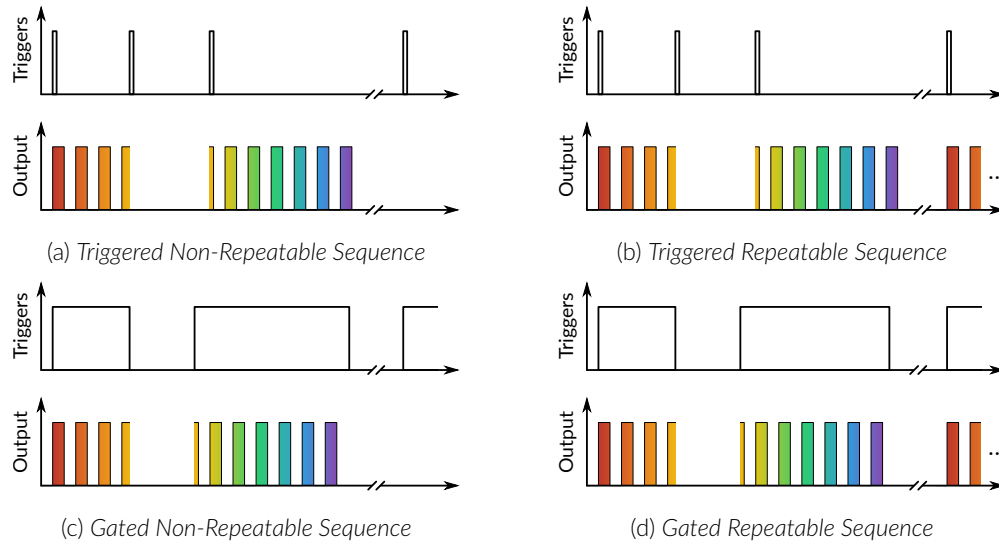 Triggers
Output
(a) Triggered Non-Repeatable Sequence
Triggers
Output
...
(b) Triggered Repeatable Sequence
Triggers
Output
(c) Gated Non-Repeatable Sequence
Triggers
Output
...
(d) Gated Repeatable Sequence